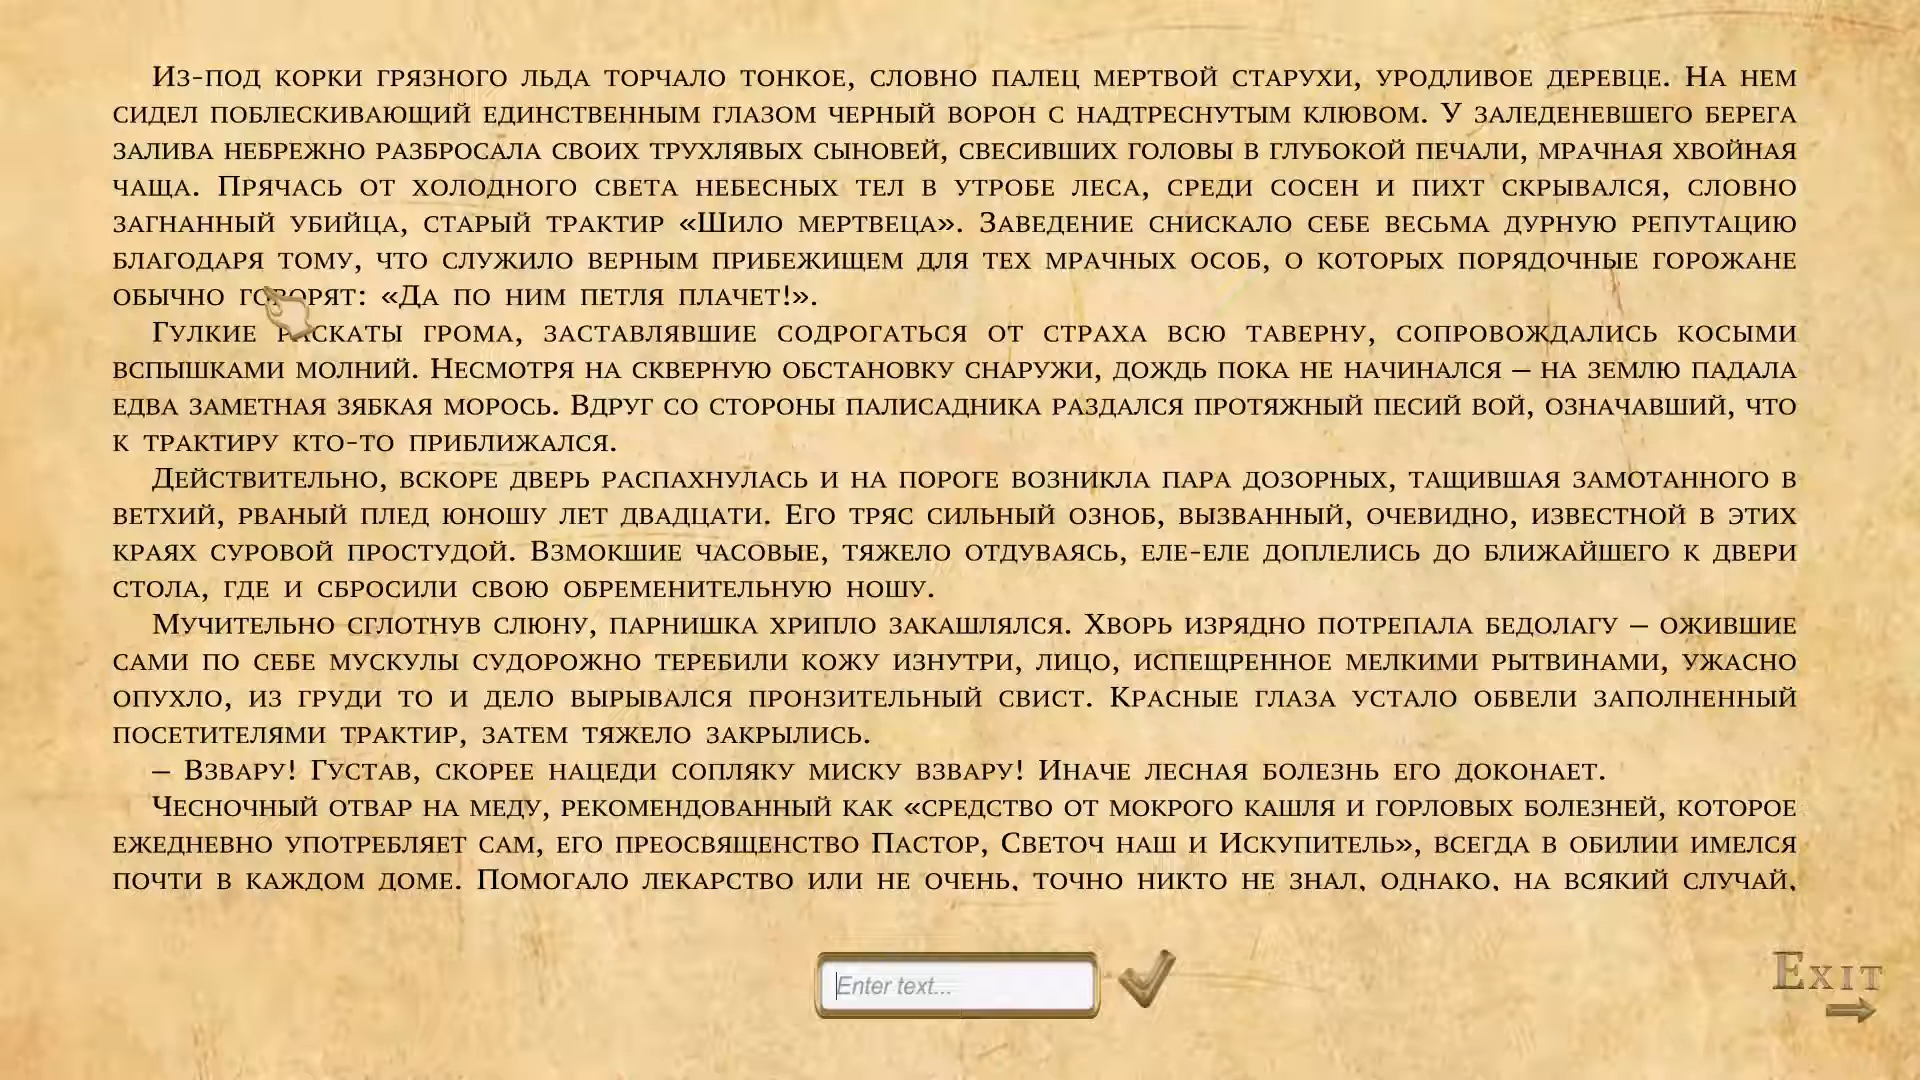 Из-под корки грязного льда торчало тонкое, словно палец мертвой старухи, уродливое деревце. На нем
сидел поблескивающий единственным глазом черный ворон с надтреснутым клювом. У заледеневшего берега
залива небрежно разбросала своих трухлявых сыновей, свесивших головы в глубокой печали, мрачная хвойная
чаща. Прячась от холодного света небесных тел в утробе леса, среди сосен и пихт скрывался, словно
загнанный убийца, старый трактир «Шило мертвеца». Заведение снискало себе весьма дурную репутацию
благодаря тому, что служило верным прибежищем для тех мрачных особ, о которых порядочные горожане
обычно говорят: «Да по ним петля плачет!».
Гулкие раскаты грома, заставлявшие содрогаться от страха всю таверну, сопровождались косыми
вспышками молний. Несмотря на скверную обстановку снаружи, дождь пока не начинался – на землю падала
едва заметная зябкая морось. Вдруг со стороны палисадника раздался протяжный песий вой, означавший, что
к трактиру кто-то приближался.
Действительно, вскоре дверь распахнулась и на пороге возникла пара дозорных, тащившая замотанного в
ветхий, рваный плед юношу лет двадцати. Его тряс сильный озноб, вызванный, очевидно, известной в этих
краях суровой простудой. Взмокшие часовые, тяжело отдуваясь, еле-еле доплелись до ближайшего к двери
стола, где и сбросили свою обременительную ношу.
Мучительно сглотнув слюну, парнишка хрипло закашлялся. Хворь изрядно потрепала бедолагу – ожившие
сами по себе мускулы судорожно теребили кожу изнутри, лицо, испещренное мелкими рытвинами, ужасно
опухло, из груди то и дело вырывался пронзительный свист. Красные глаза устало обвели заполненный
посетителями трактир, затем тяжело закрылись.
– Взвару! Густав, скорее нацеди сопляку миску взвару! Иначе лесная болезнь его доконает.
Чесночный отвар на меду, рекомендованный как «средство от мокрого кашля и горловых болезней, которое
ежедневно употребляет сам, его преосвященство Пастор, Светоч наш и Искупитель», всегда в обилии имелся
почти в каждом доме. Помогало лекарство или не очень, точно никто не знал, однако, на всякий случай,
Enter text...
Exit